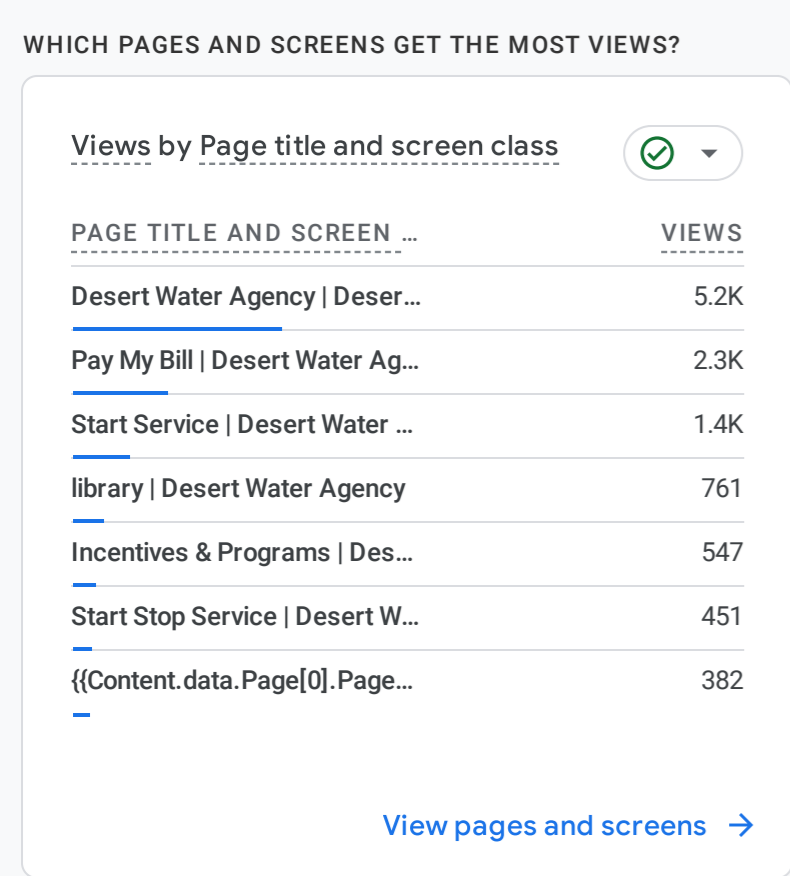 WHICH PAGES AND SCREENS GET THE MOST VIEWS?
Views by Page title and screen class
PAGE TITLE AND SCREEN … VIEWS
Desert Water Agency | Deser… 5.2K
Pay My Bill | Desert Water Ag… 2.3K
Start Service | Desert Water … 1.4K
library | Desert Water Agency 761
Incentives & Programs | Des… 547
Start Stop Service | Desert W… 451
{{Content.data.Page[0].Page… 382
View pages and screens